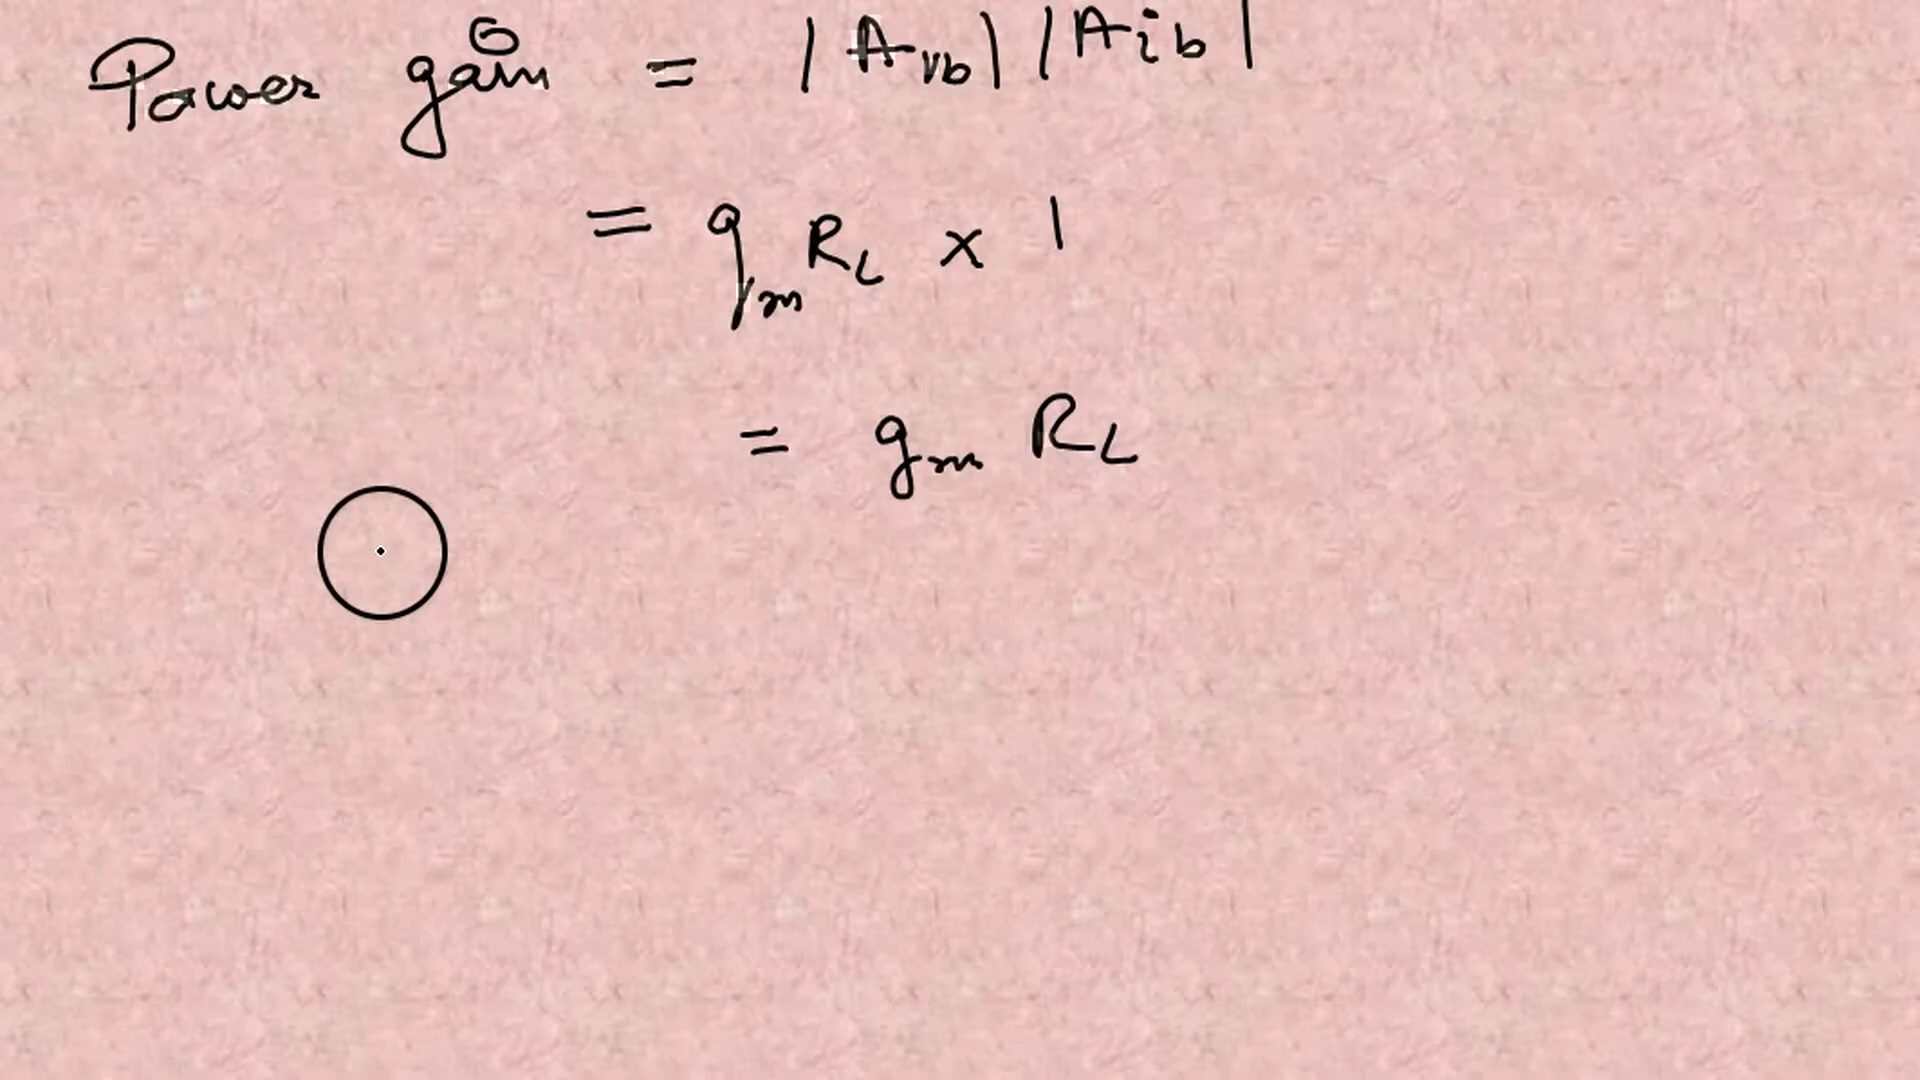 Power gain = |Avb| |Aib|
= gm RL x 1
= gm RL